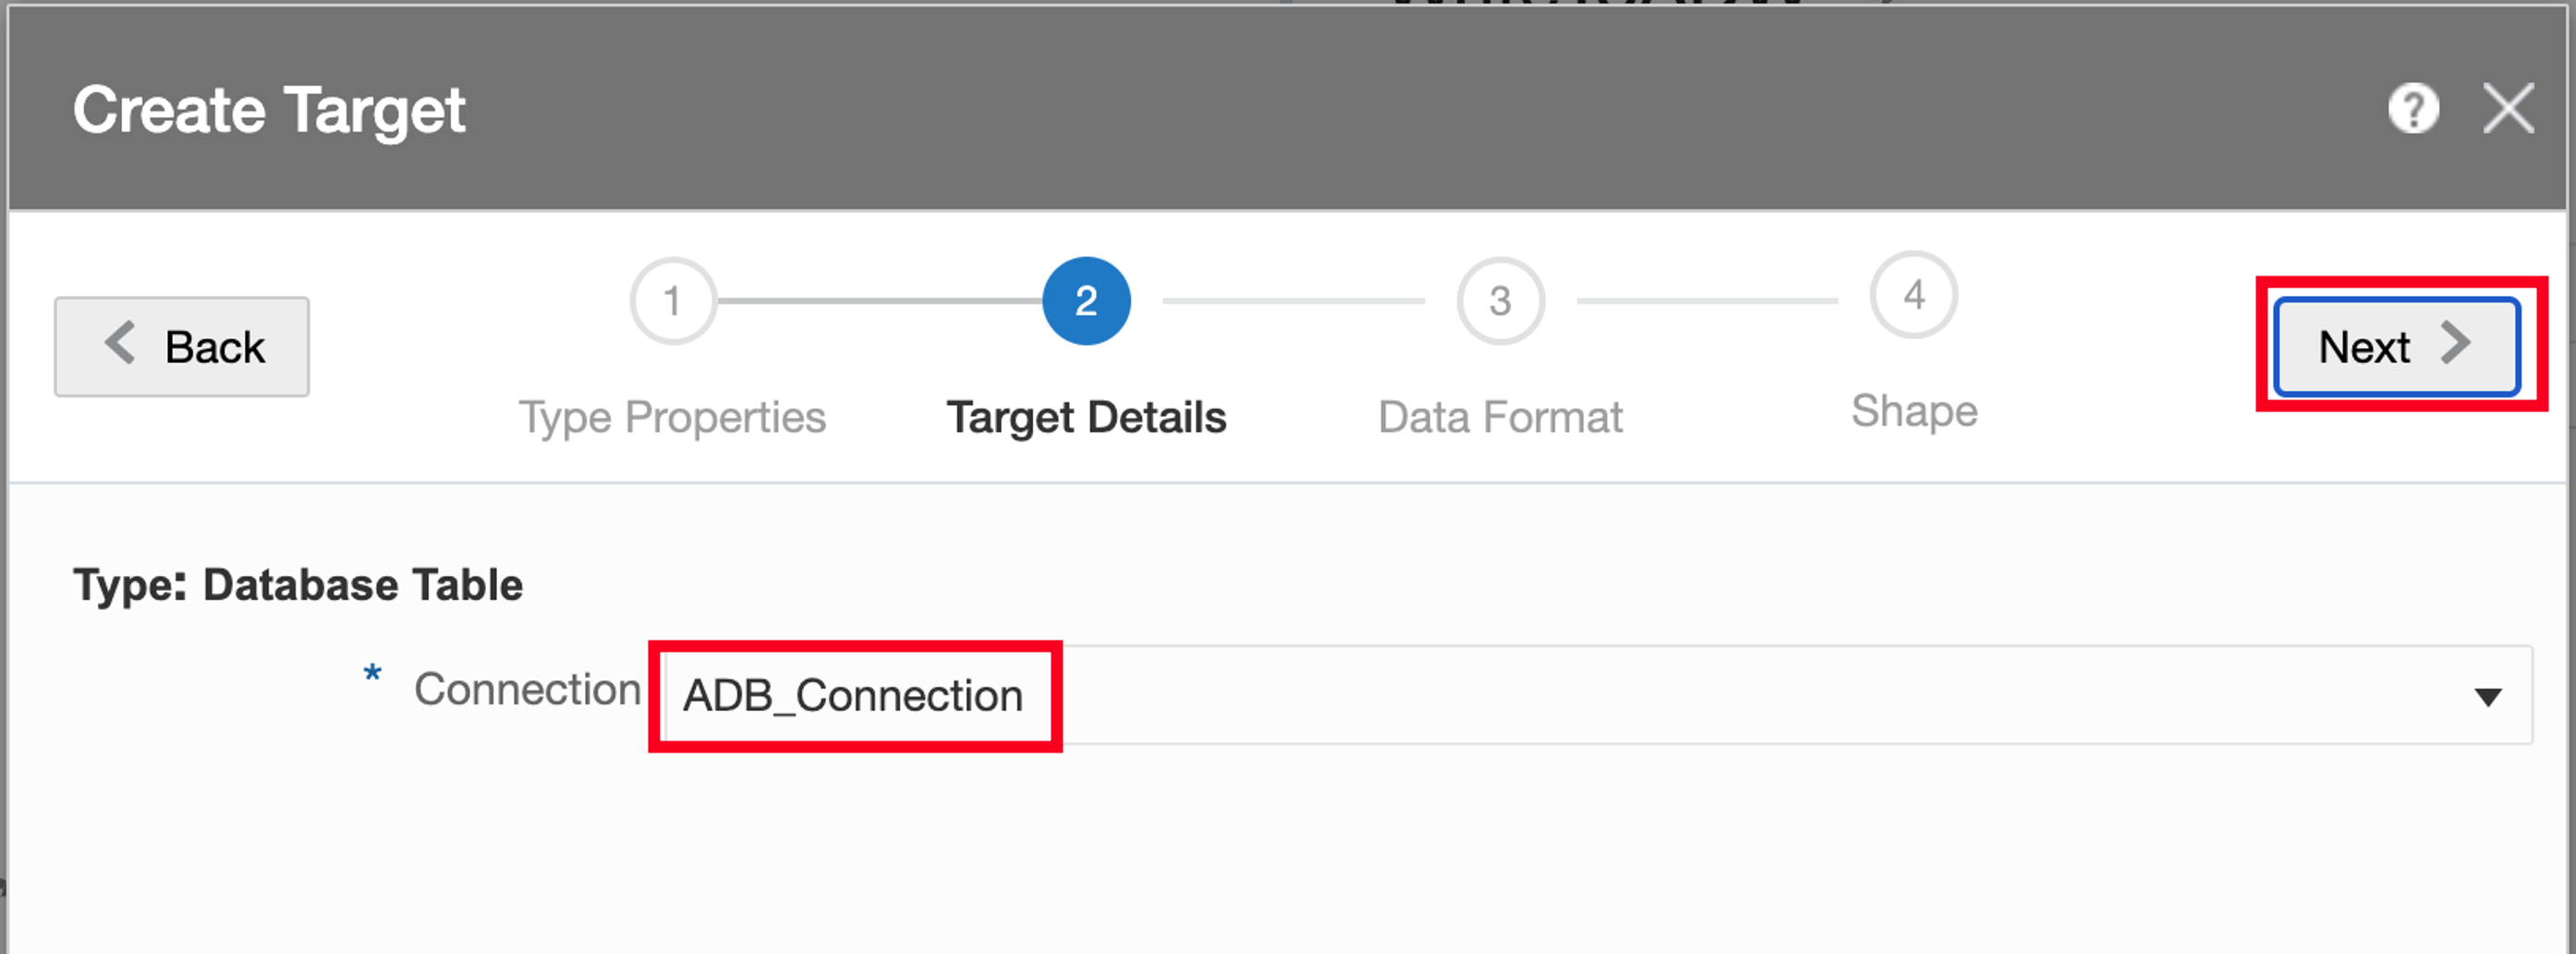 Create Target
?
Back
1
2
3
4
Next
Type Properties
Target Details
Data Format
Shape
Type: Database Table
* Connection
ADB_Connection